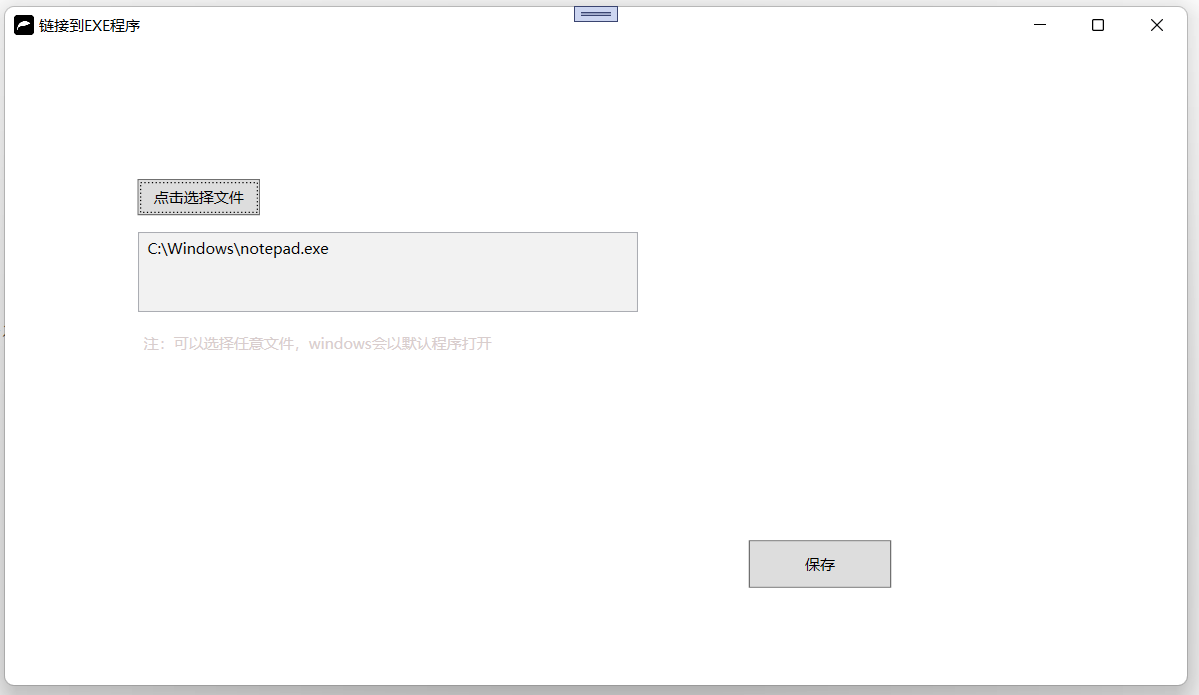 链接到EXE程序
点击选择文件
C:\Windows\notepad.exe
注：可以选择任意文件，windows会以默认程序打开
保存